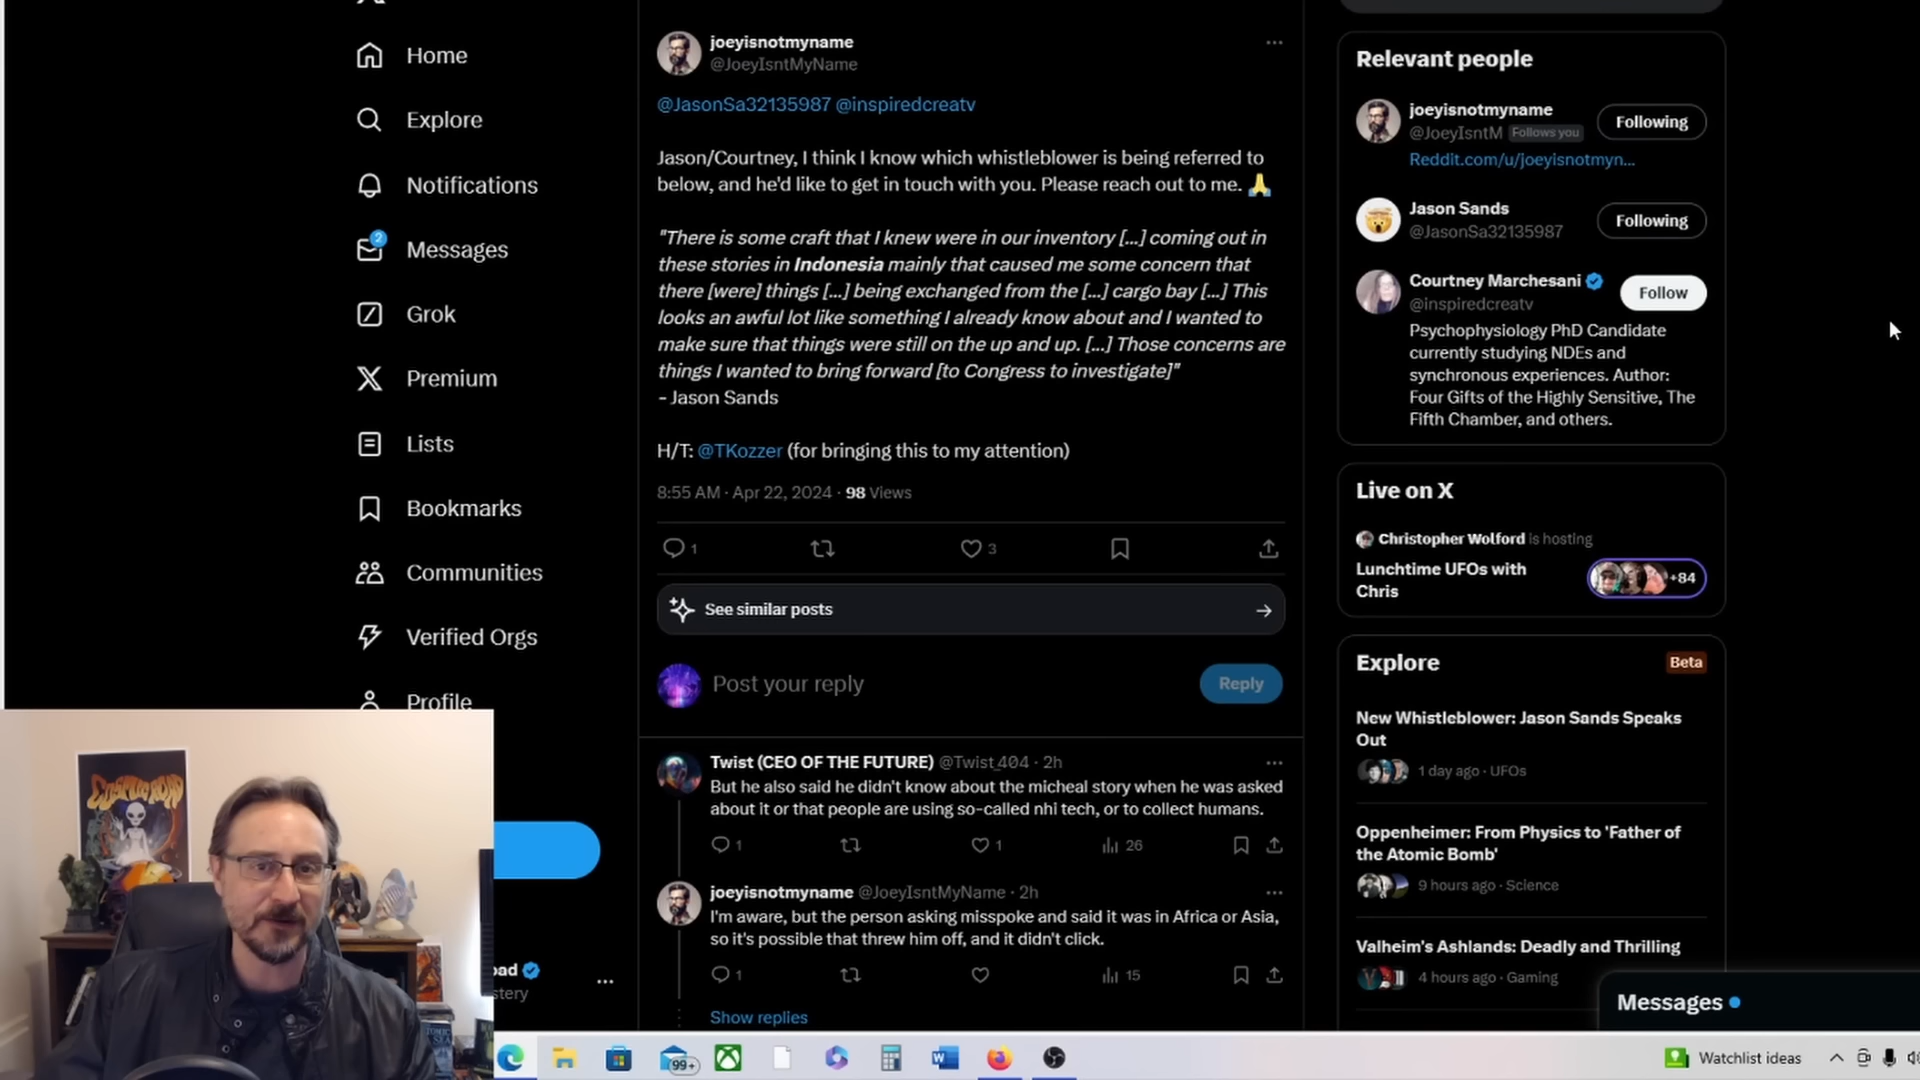 Home
Explore
Notifications
2
Messages
Grok
Premium
Lists
Bookmarks
Communities
Verified Orgs
Profile
joeyisnotmyname
@JoeyIsntMyName
@JasonSa32135987 @inspiredcreatv
Jason/Courtney, I think I know which whistleblower is being referred to
below, and he'd like to get in touch with you. Please reach out to me. 🙏
"There is some craft that I knew were in our inventory [...] coming out in
these stories in Indonesia mainly that caused me some concern that
there [were] things [...] being exchanged from the [...] cargo bay [...] This
looks an awful lot like something I already know about and I wanted to
make sure that things were still on the up and up. [...] Those concerns are
things I wanted to bring forward [to Congress to investigate]"
- Jason Sands
H/T: @TKozzer (for bringing this to my attention)
8:55 AM · Apr 22, 2024 · 98 Views
1
3
See similar posts
Post your reply
Reply
Twist (CEO OF THE FUTURE) @Twist_404 · 2h
But he also said he didn't know about the micheal story when he was asked
about it or that people are using so-called nhi tech, or to collect humans.
1
1
26
joeyisnotmyname @JoeyIsntMyName · 2h
I'm aware, but the person asking misspoke and said it was in Africa or Asia,
so it's possible that threw him off, and it didn't click.
1
15
Show replies
Relevant people
joeyisnotmyname
@JoeyIsntM Follows you
Following
Reddit.com/u/joeyisnotmyn...
Jason Sands
@JasonSa32135987
Following
Courtney Marchesani
@inspiredcreatv
Follow
Psychophysiology PhD Candidate
currently studying NDEs and
synchronous experiences. Author:
Four Gifts of the Highly Sensitive, The
Fifth Chamber, and others.
Live on X
Christopher Wolford is hosting
Lunchtime UFOs with
Chris
+84
Explore
Beta
New Whistleblower: Jason Sands Speaks
Out
1 day ago · UFOs
Oppenheimer: From Physics to 'Father of
the Atomic Bomb'
9 hours ago · Science
Valheim's Ashlands: Deadly and Thrilling
4 hours ago · Gaming
Messages
COSMIC ROAD
oad
stery
99+
Watchlist ideas